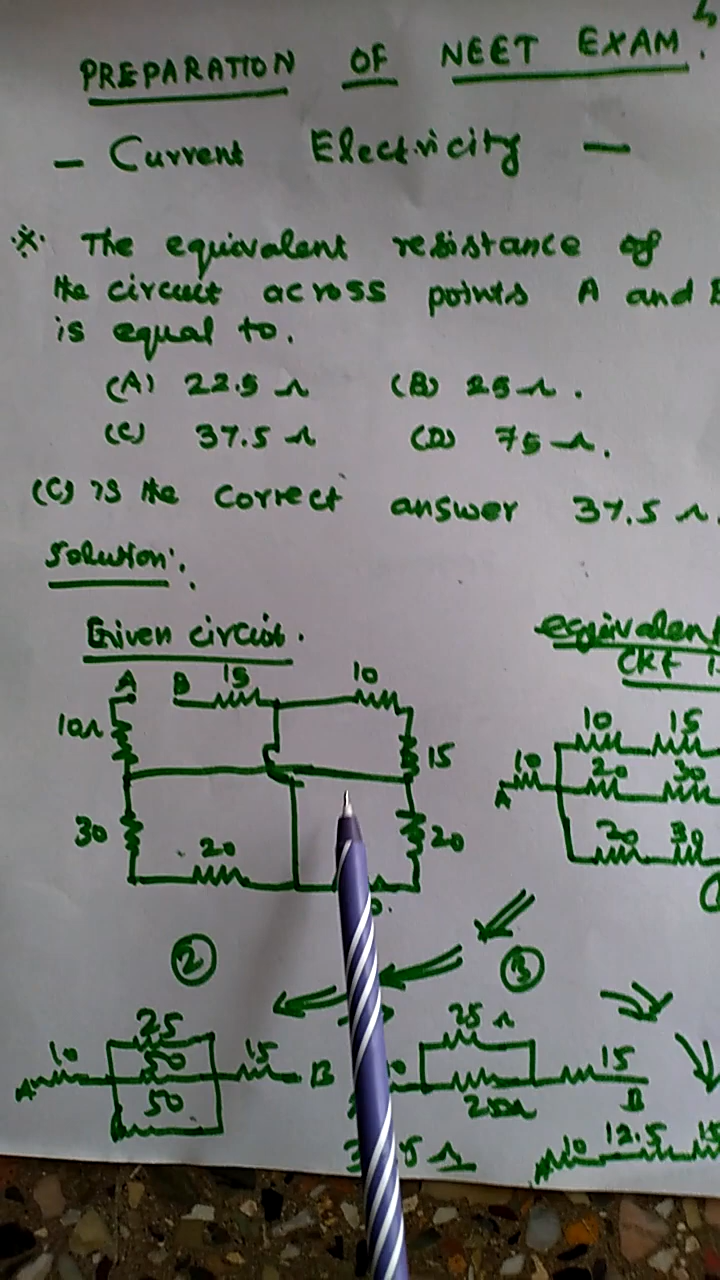 PREPARATION OF NEET EXAM.
- Current Electricity -
※ The equivalent resistance of
the circuit across points A and B
is equal to.
(A) 22.5 Ω (B) 25 Ω.
(C) 37.5 Ω (D) 75 Ω.
(C) is the correct answer 37.5 Ω.
Solution:.
Given circuit. equivalent
ckt
A B 15 10
10Ω 15
30 20 20
10 15
10 20 30
A 20 30
2 3
25 25 Ω
10 50 15 B 15
A 50 25Ω B
10 12.5 15
A